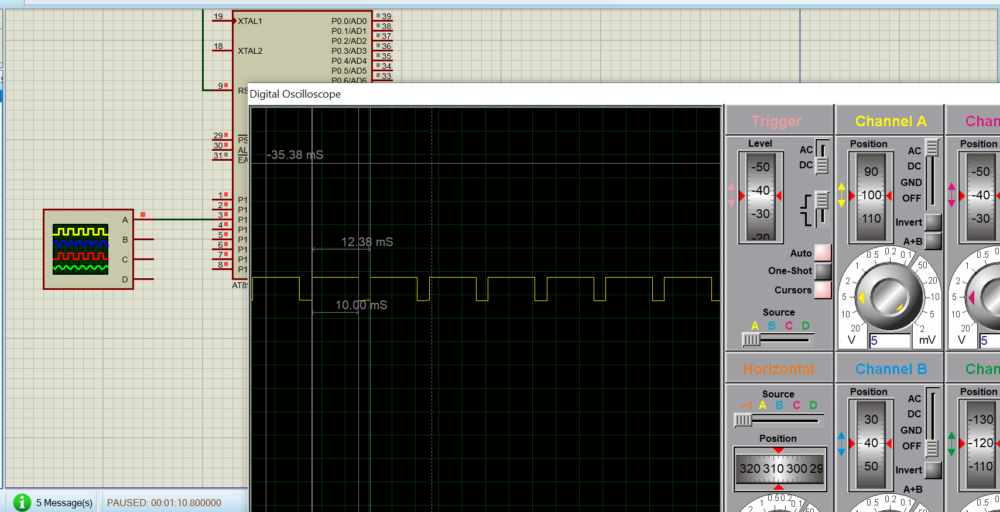 19
XTAL1
18
XTAL2
9
RS
29
PS
30
AL
31
EA
1
P1
2
P1
3
P1
4
P1
5
P1
6
P1
7
P1
8
P1
P0.0/AD0
39
P0.1/AD1
38
P0.2/AD2
37
P0.3/AD3
36
P0.4/AD4
35
P0.5/AD5
34
P0.6/AD6
33
A
B
C
D
Digital Oscilloscope
-35.38 mS
12.38 mS
10.00 mS
Trigger
Level
-50
-40
-30
-20
AC
DC
Auto
One-Shot
Cursors
Source
A B C D
Channel A
Position
90
100
110
AC
DC
GND
OFF
Invert
A+B
0.5 0.2 0.1
1
50
2
20
5
10
10
5
20
2
V
5
mV
Chan
Position
-50
-40
-30
0.5
1
2
5
10
20
V
5
Horizontal
Source
A B C D
Position
320 310 300 29
0.5 0.2
1
0.1
2
50
Channel B
Position
30
40
50
AC
DC
GND
OFF
Invert
A+B
0.5 0.2 0.1
1
Chan
Position
-130
-120
-110
0.5
1
5 Message(s)
PAUSED: 00:01:10.800000